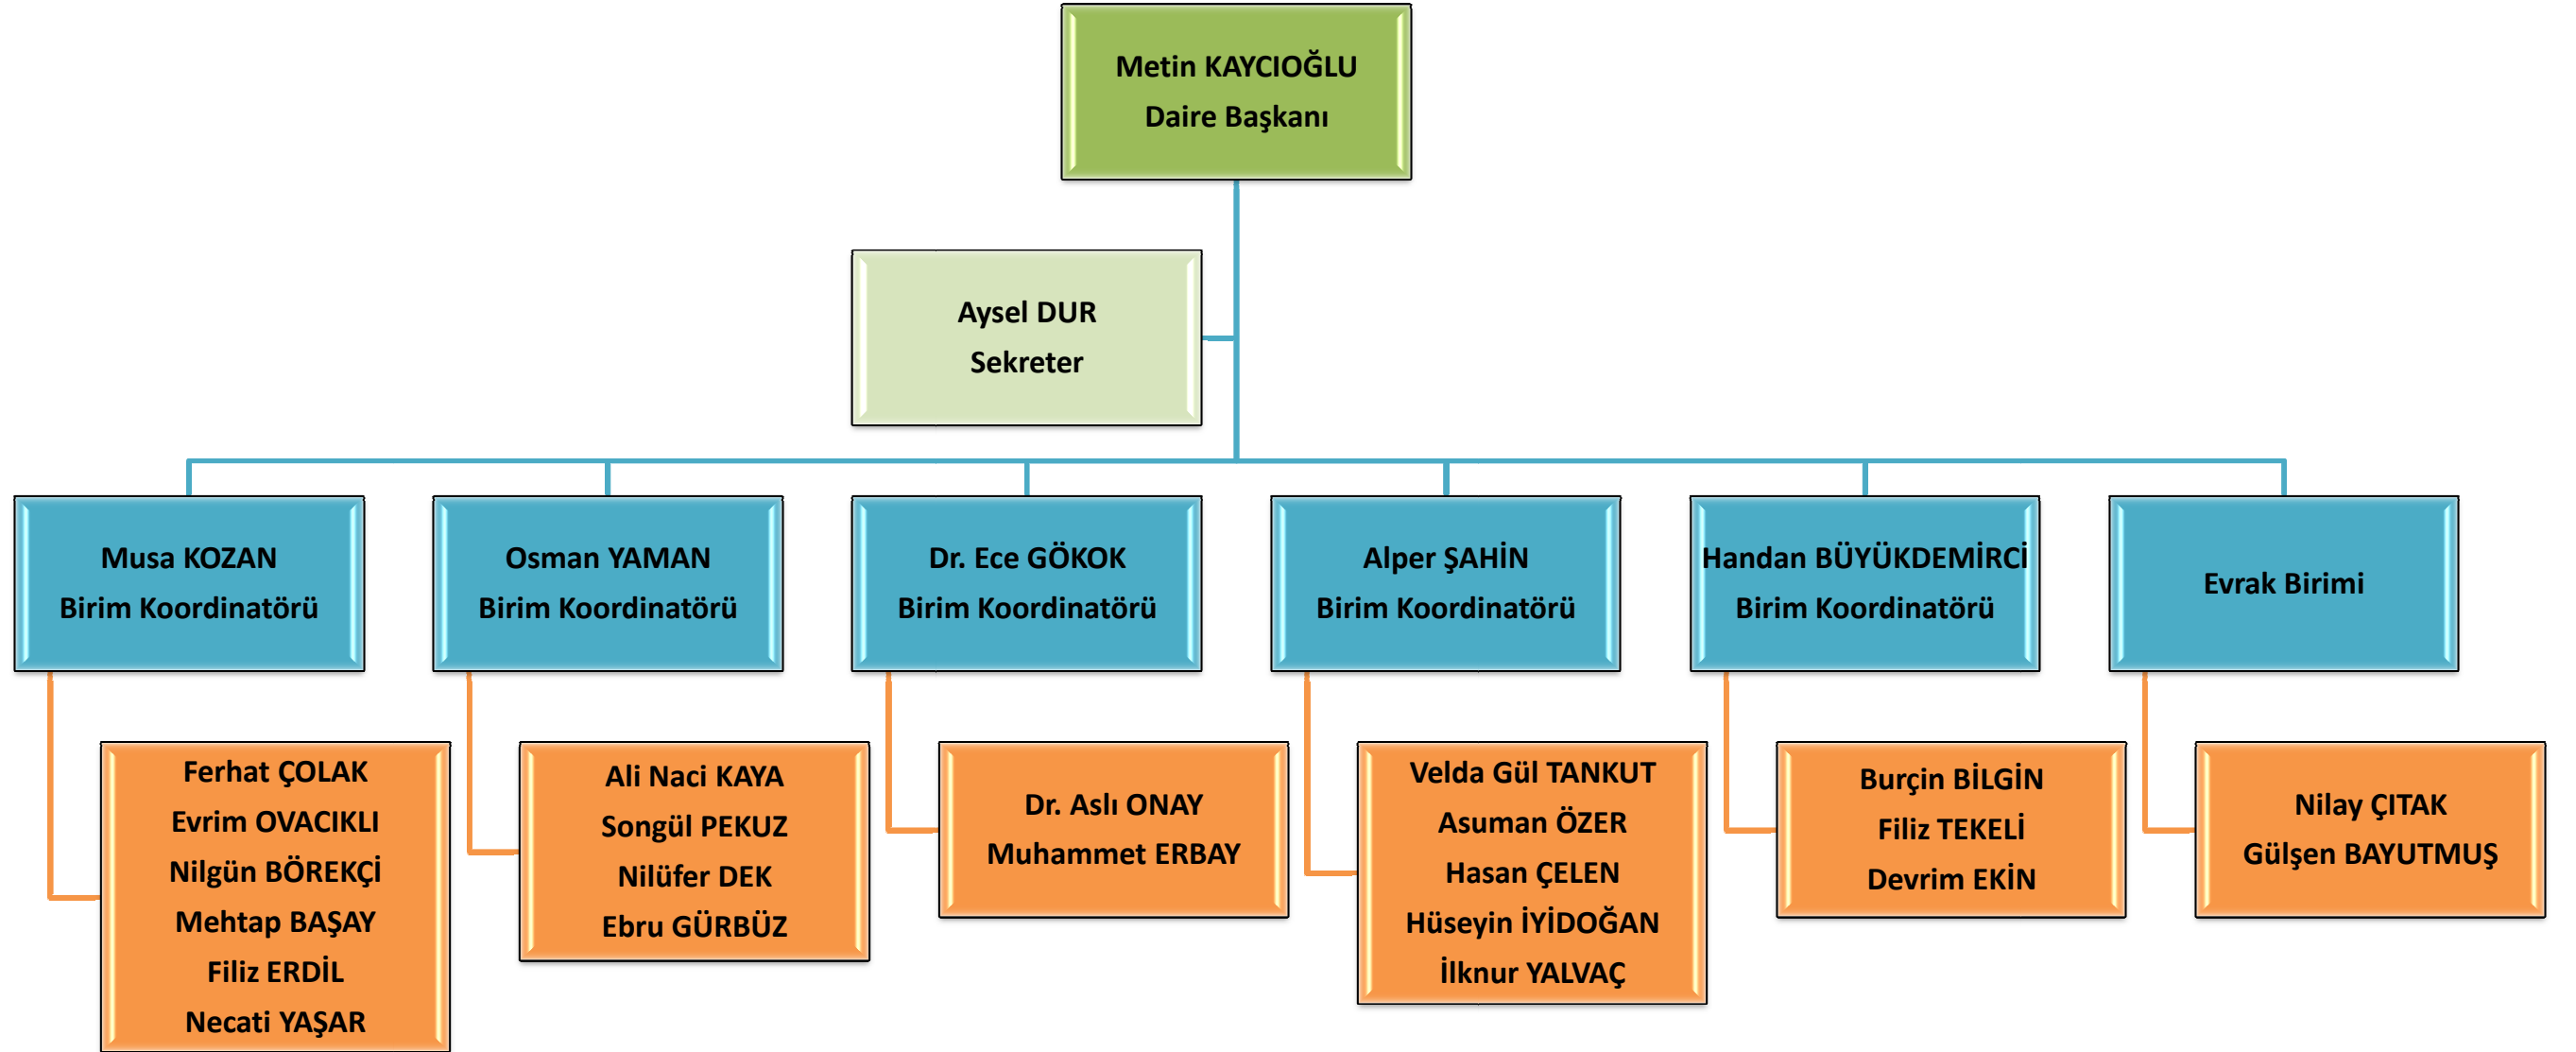 Metin KAYCIOĞLU
Daire Başkanı
Aysel DUR
Sekreter
Musa KOZAN
Birim Koordinatörü
Osman YAMAN
Birim Koordinatörü
Dr. Ece GÖKOK
Birim Koordinatörü
Alper ŞAHİN
Birim Koordinatörü
Handan BÜYÜKDEMİRCİ
Birim Koordinatörü
Evrak Birimi
Ferhat ÇOLAK
Evrim OVACIKLI
Nilgün BÖREKÇİ
Mehtap BAŞAY
Filiz ERDİL
Necati YAŞAR
Ali Naci KAYA
Songül PEKUZ
Nilüfer DEK
Ebru GÜRBÜZ
Dr. Aslı ONAY
Muhammet ERBAY
Velda Gül TANKUT
Asuman ÖZER
Hasan ÇELEN
Hüseyin İYİDOĞAN
İlknur YALVAÇ
Burçin BİLGİN
Filiz TEKELİ
Devrim EKİN
Nilay ÇITAK
Gülşen BAYUTMUŞ